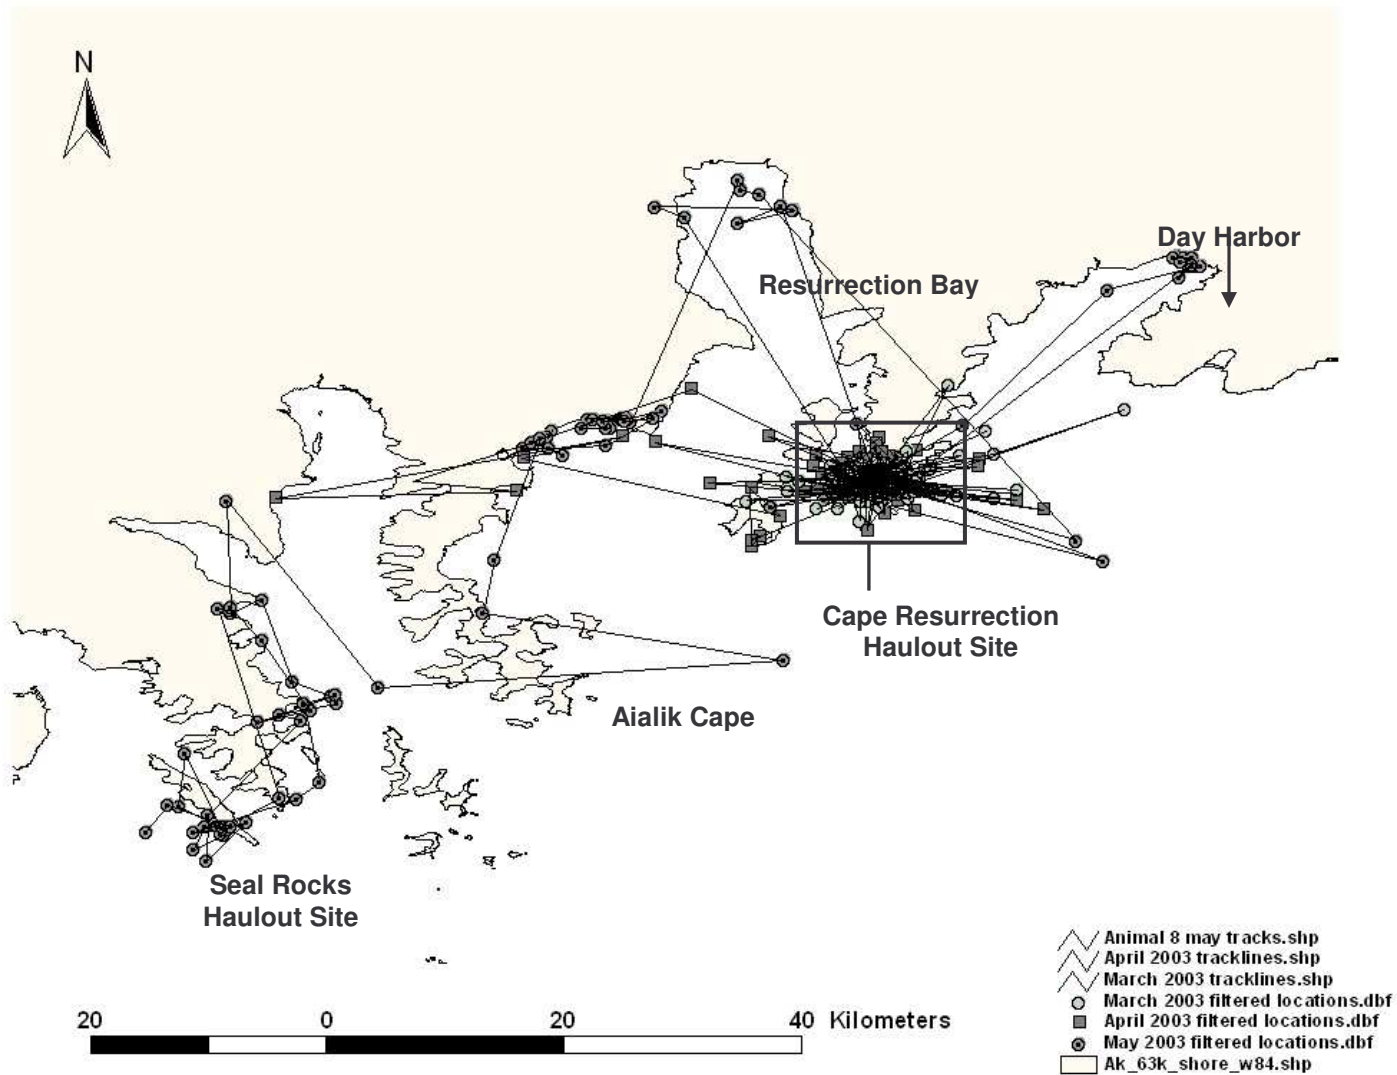 N
Day Harbor
Resurrection Bay
Cape Resurrection
Haulout Site
Aialik Cape
Seal Rocks
Haulout Site
Animal 8 may tracks.shp
April 2003 tracklines.shp
March 2003 tracklines.shp
March 2003 filtered locations.dbf
April 2003 filtered locations.dbf
May 2003 filtered locations.dbf
Ak_63k_shore_w84.shp
20 0 20 40 Kilometers